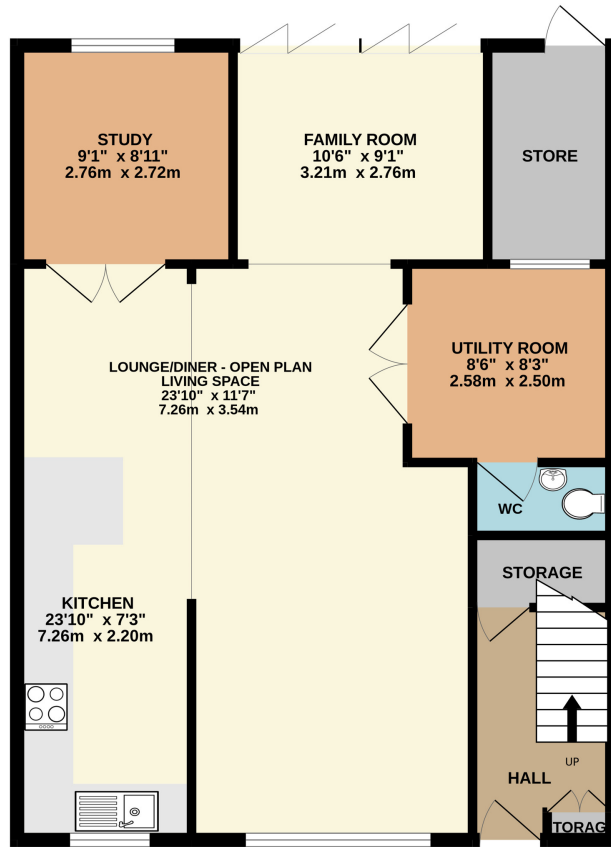 STUDY
9'1" x 8'11"
2.76m x 2.72m
FAMILY ROOM
10'6" x 9'1"
3.21m x 2.76m
STORE
UTILITY ROOM
8'6" x 8'3"
2.58m x 2.50m
LOUNGE/DINER - OPEN PLAN
LIVING SPACE
23'10" x 11'7"
7.26m x 3.54m
WC
STORAGE
KITCHEN
23'10" x 7'3"
7.26m x 2.20m
UP
HALL
TORAG